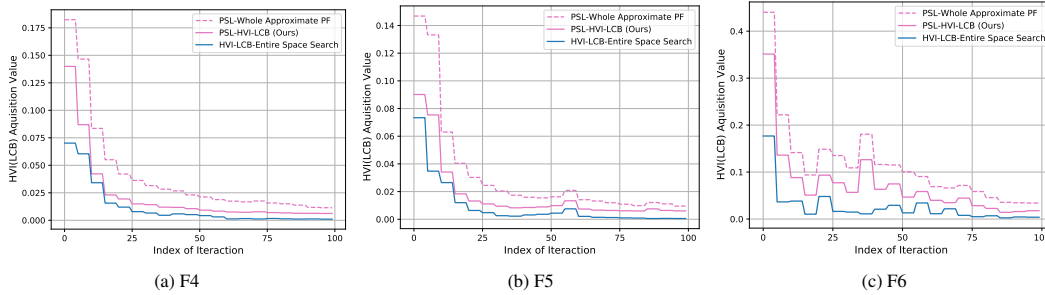 PSL-Whole Approximate PF
PSL-HVI-LCB (Ours)
HVI-LCB-Entire Space Search
HVI(LCB) Aquisition Value
0.175
0.150
0.125
0.100
0.075
0.050
0.025
0.000
0 25 50 75 100
Index of Iteration
(a) F4
PSL-Whole Approximate PF
PSL-HVI-LCB (Ours)
HVI-LCB-Entire Space Search
HVI(LCB) Aquisition Value
0.14
0.12
0.10
0.08
0.06
0.04
0.02
0.00
0 25 50 75 100
Index of Iteration
(b) F5
PSL-Whole Approximate PF
PSL-HVI-LCB (Ours)
HVI-LCB-Entire Space Search
HVI(LCB) Aquisition Value
0.4
0.3
0.2
0.1
0.0
0 25 50 75 100
Index of Iteration
(c) F6